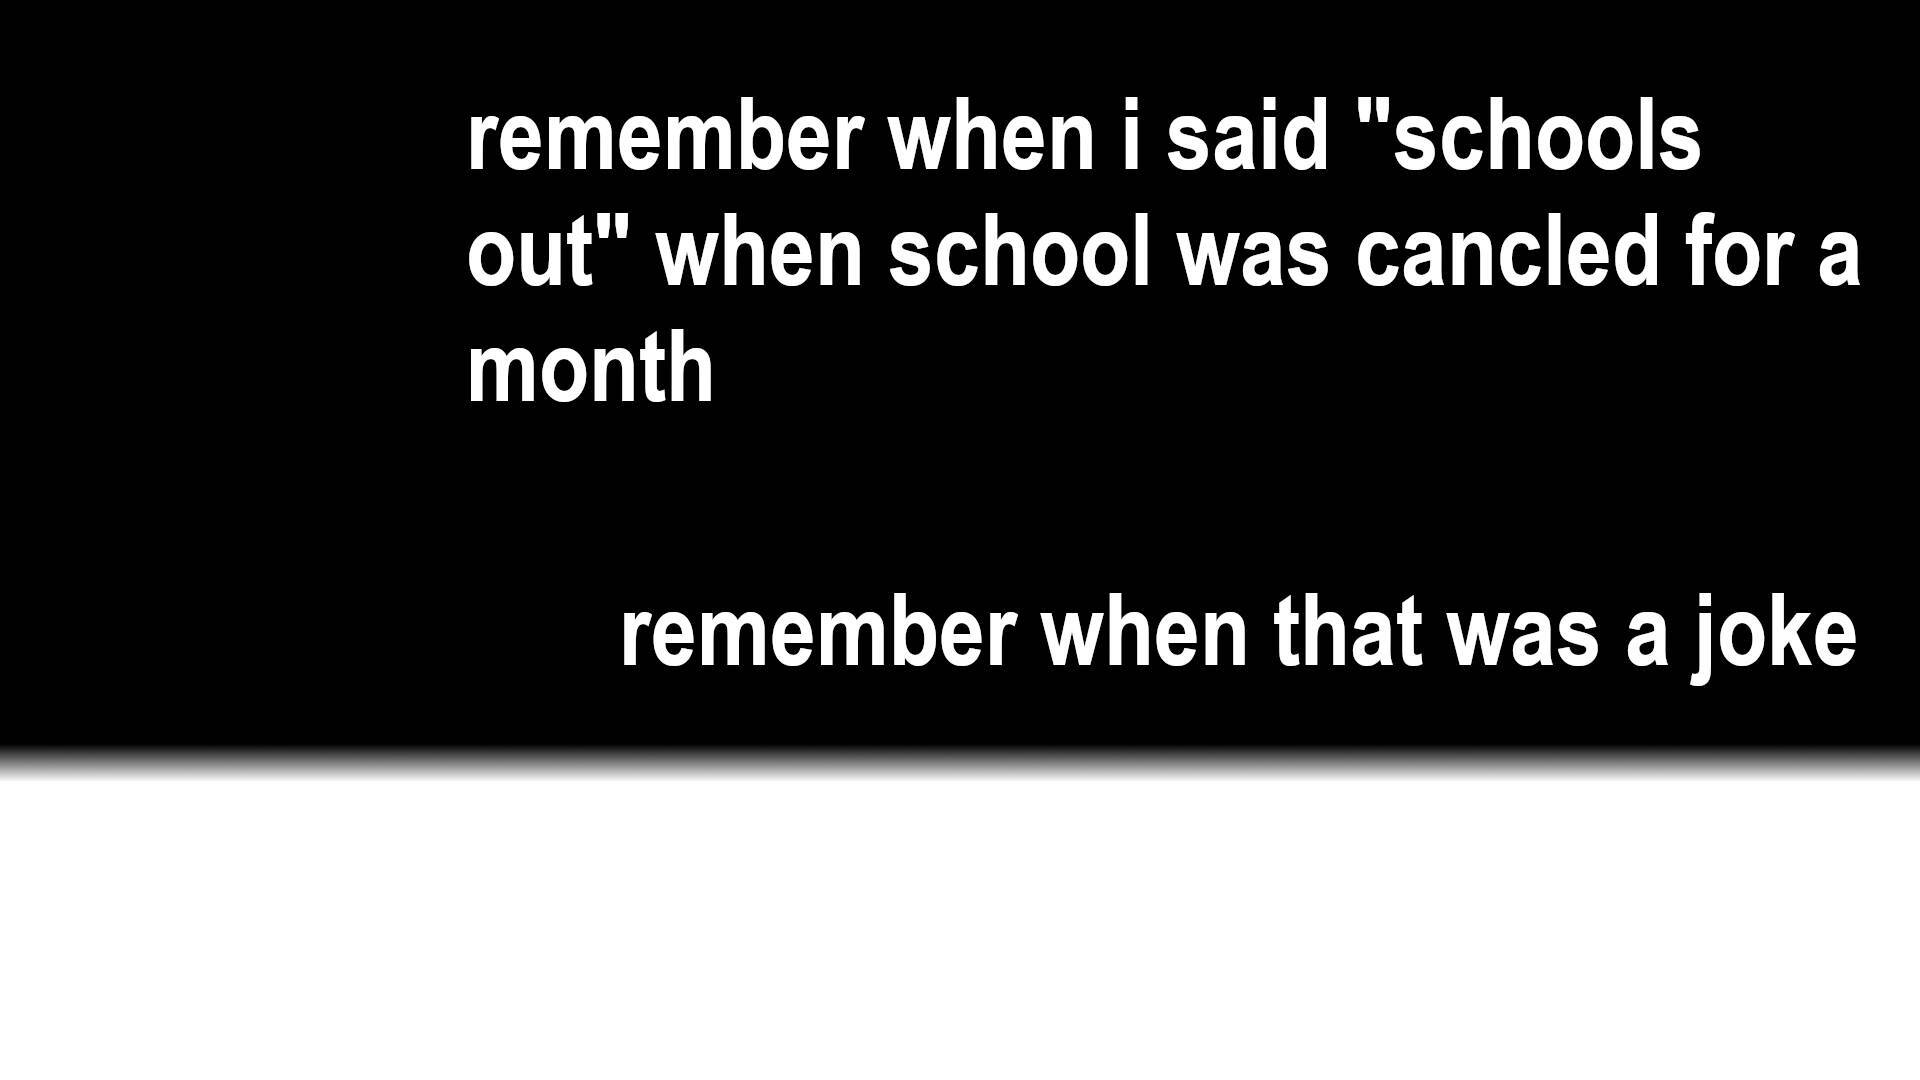 remember when i said "schools
out" when school was cancled for a
month
remember when that was a joke